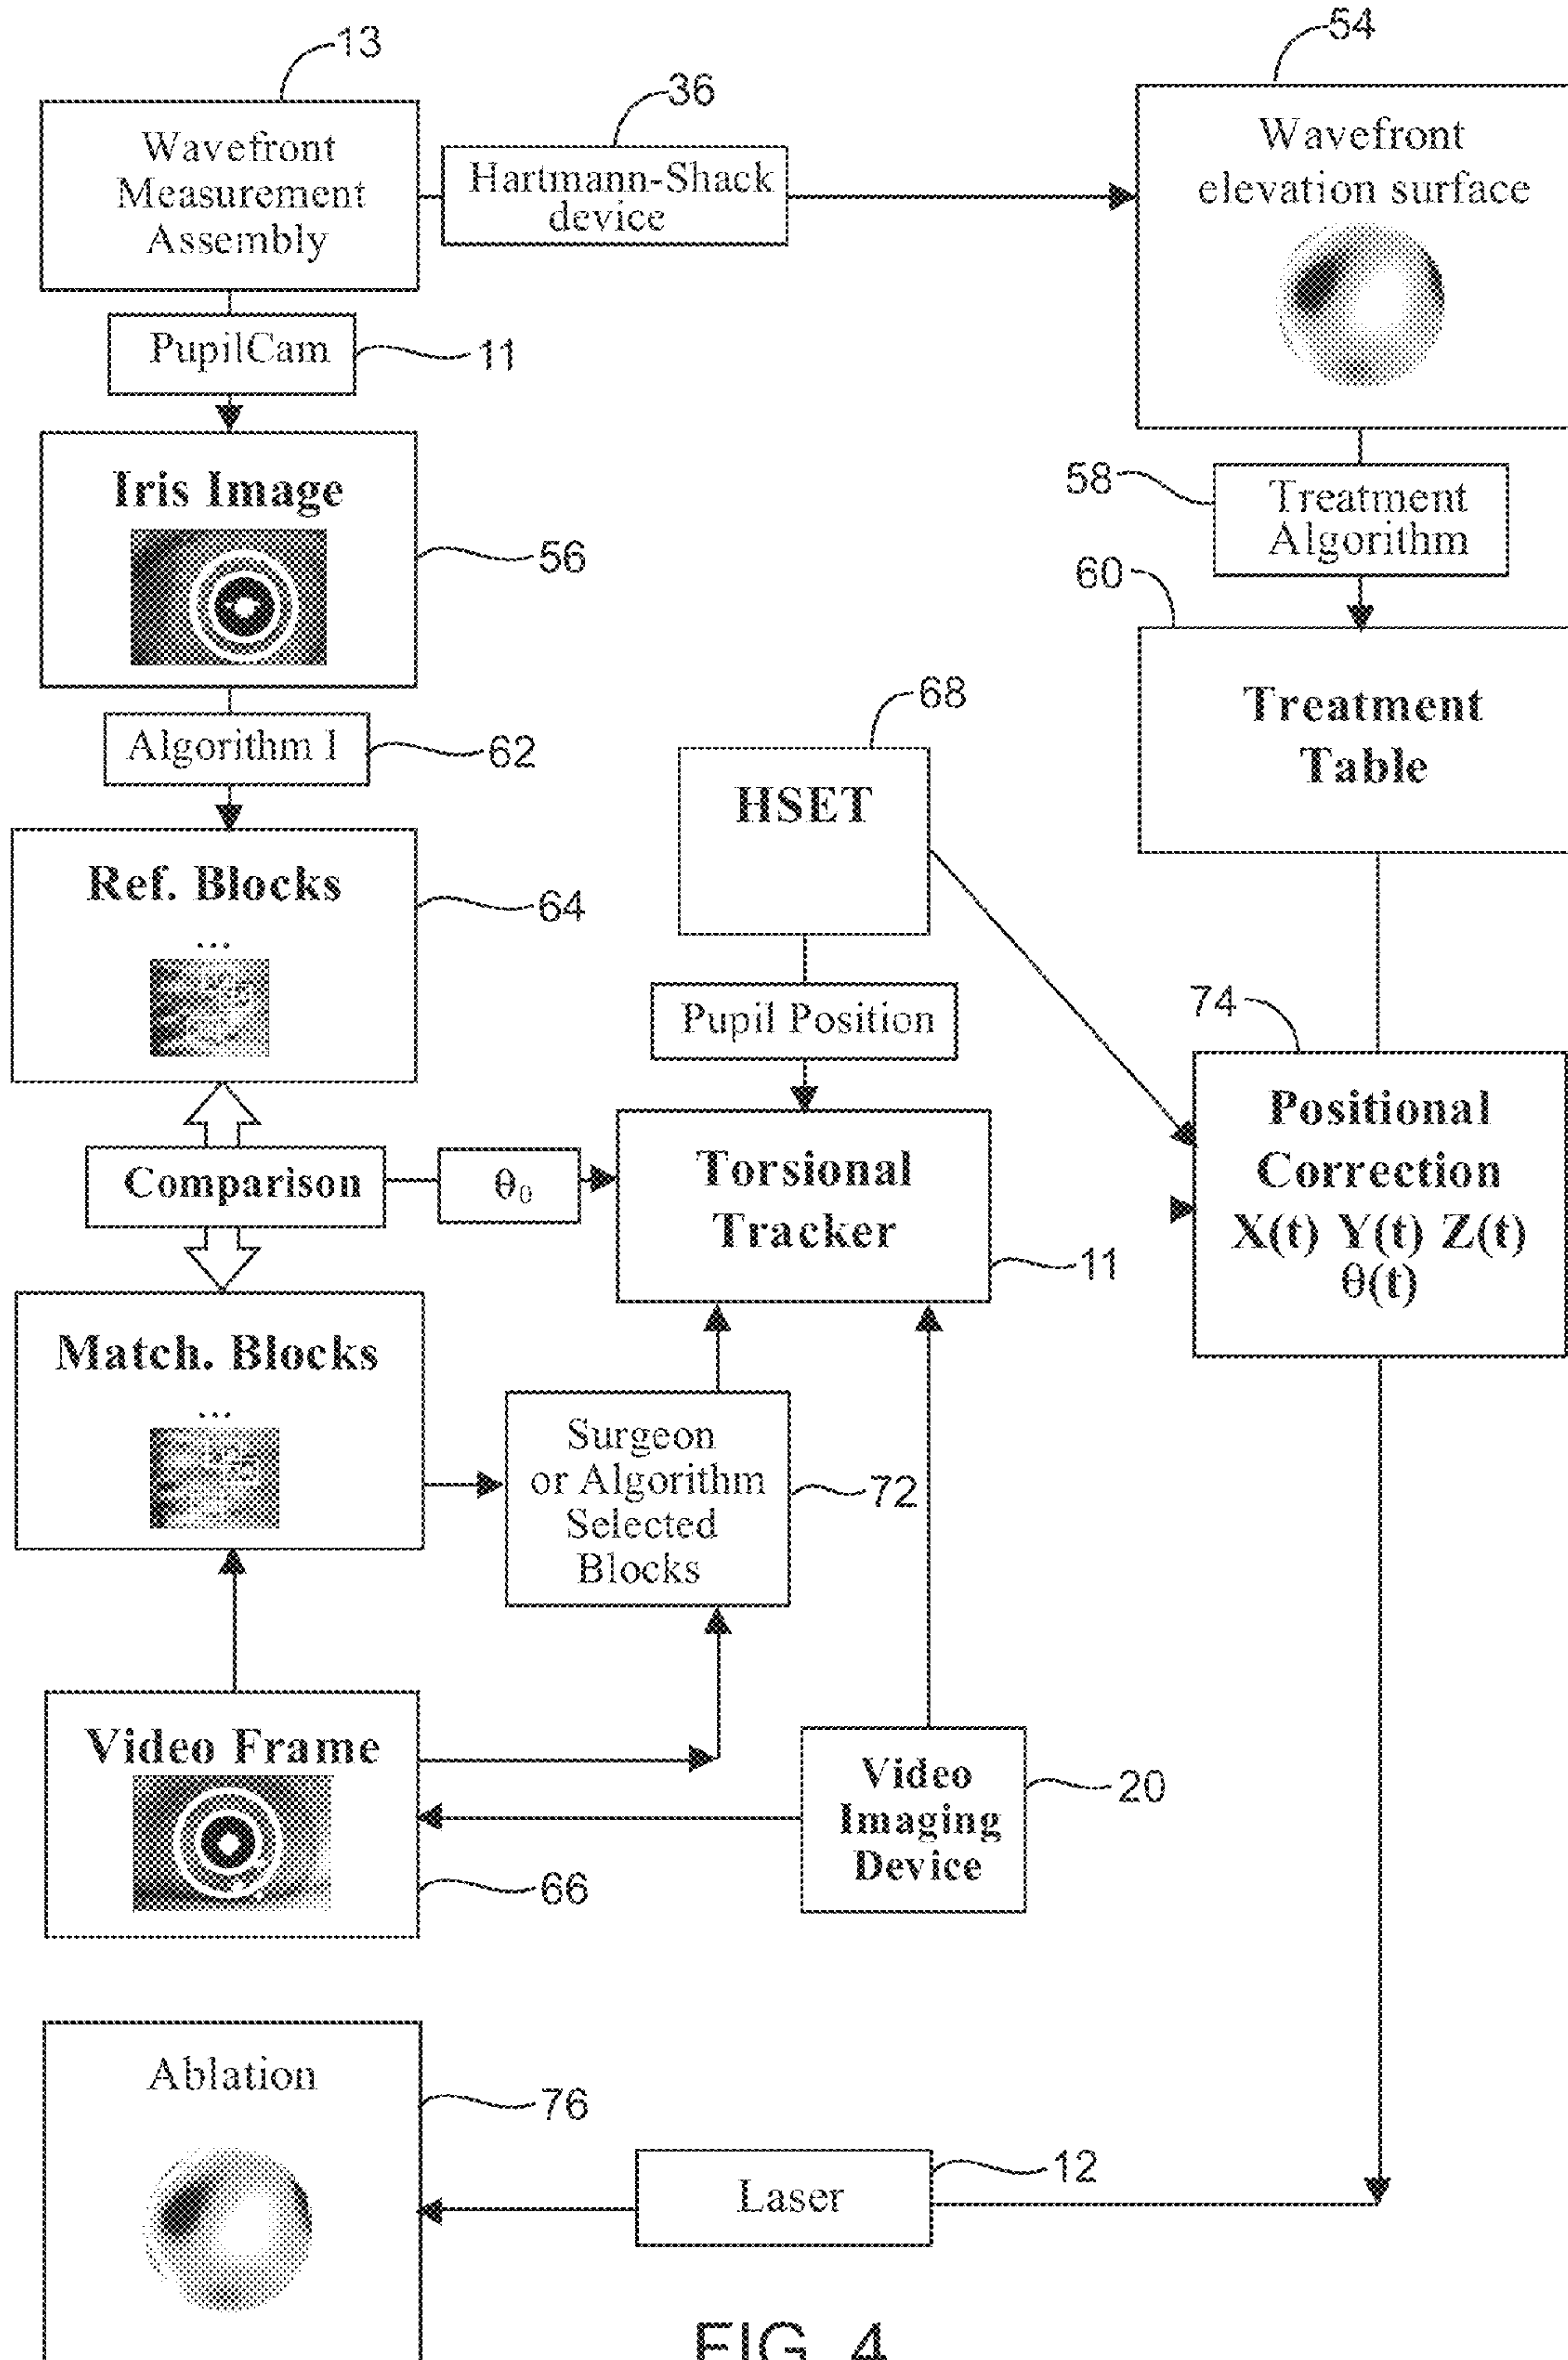 13
54
36
Wavefront
Measurement
Assembly
Hartmann-Shack
device
Wavefront
elevation surface
PupilCam
11
Iris Image
56
58
Treatment
Algorithm
60
Treatment
Table
Algorithm 1
62
68
HSET
Ref. Blocks
...
64
Pupil Position
74
Positional
Correction
X(t) Y(t) Z(t)
θ(t)
Comparison
θ0
Torsional
Tracker
11
Match. Blocks
...
Surgeon
or Algorithm
Selected
Blocks
72
Video Frame
66
Video
Imaging
Device
20
Ablation
76
Laser
12
FIG. 4